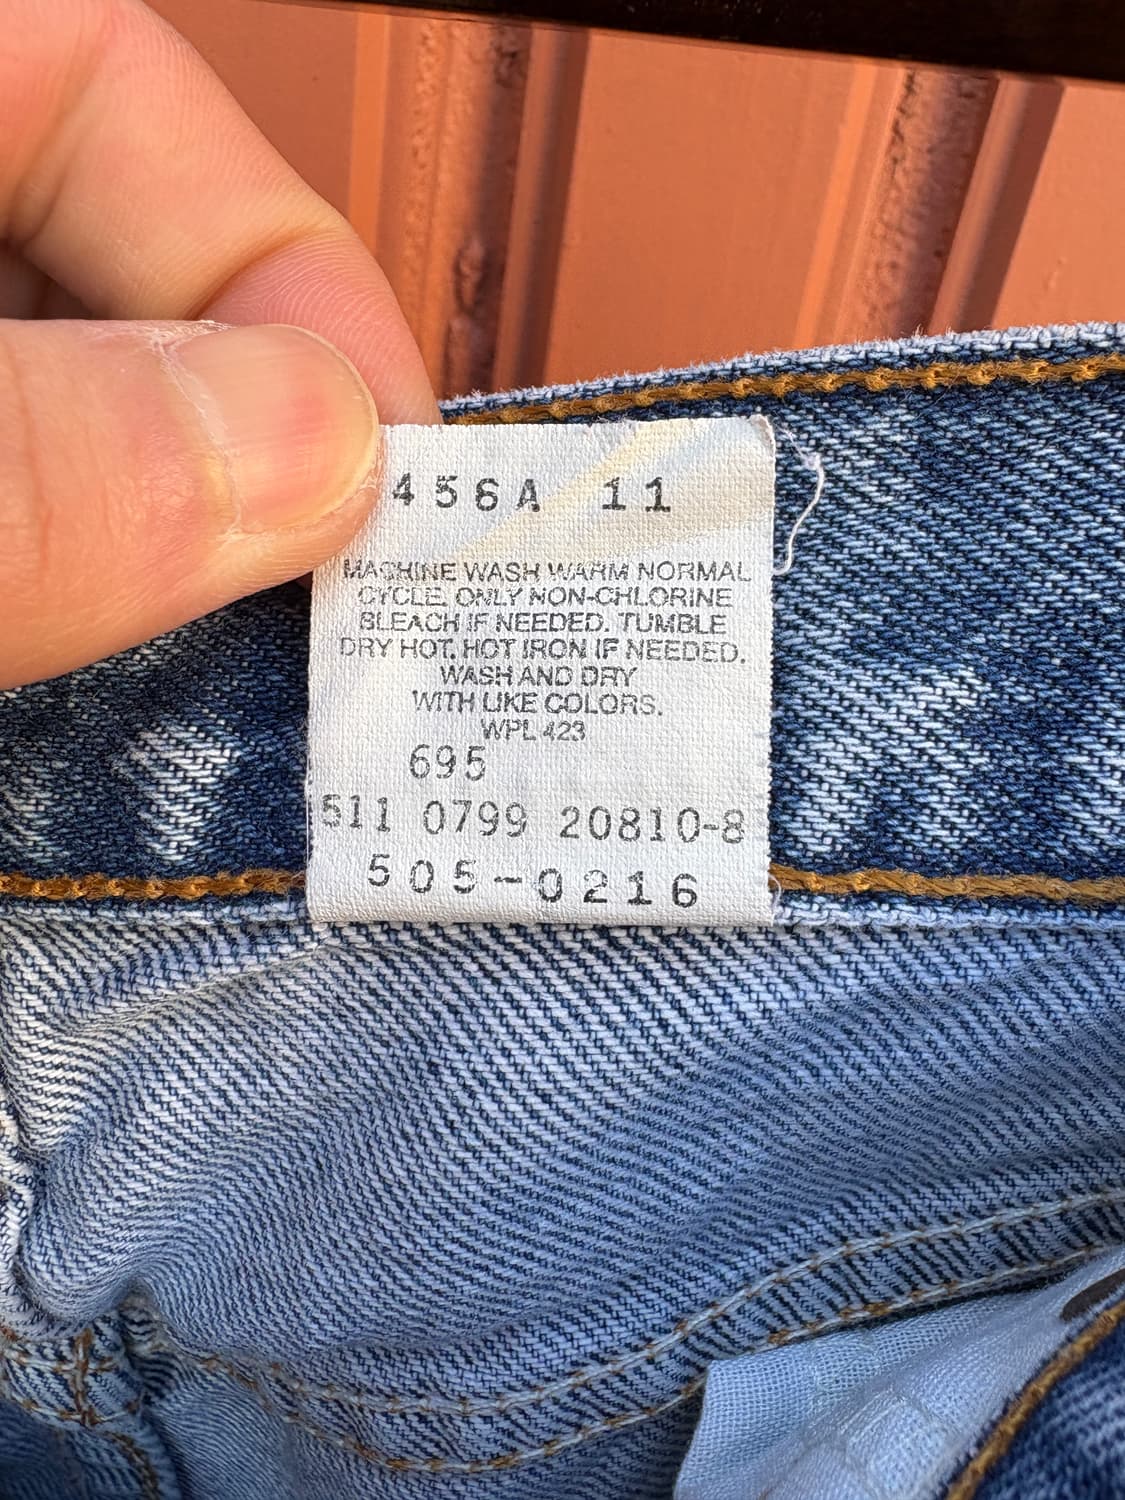 456A 11
MACHINE WASH WARM NORMAL
CYCLE. ONLY NON-CHLORINE
BLEACH IF NEEDED. TUMBLE
DRY HOT. HOT IRON IF NEEDED.
WASH AND DRY
WITH LIKE COLORS.
WPL 423
695
511 0799 20810-8
505-0216